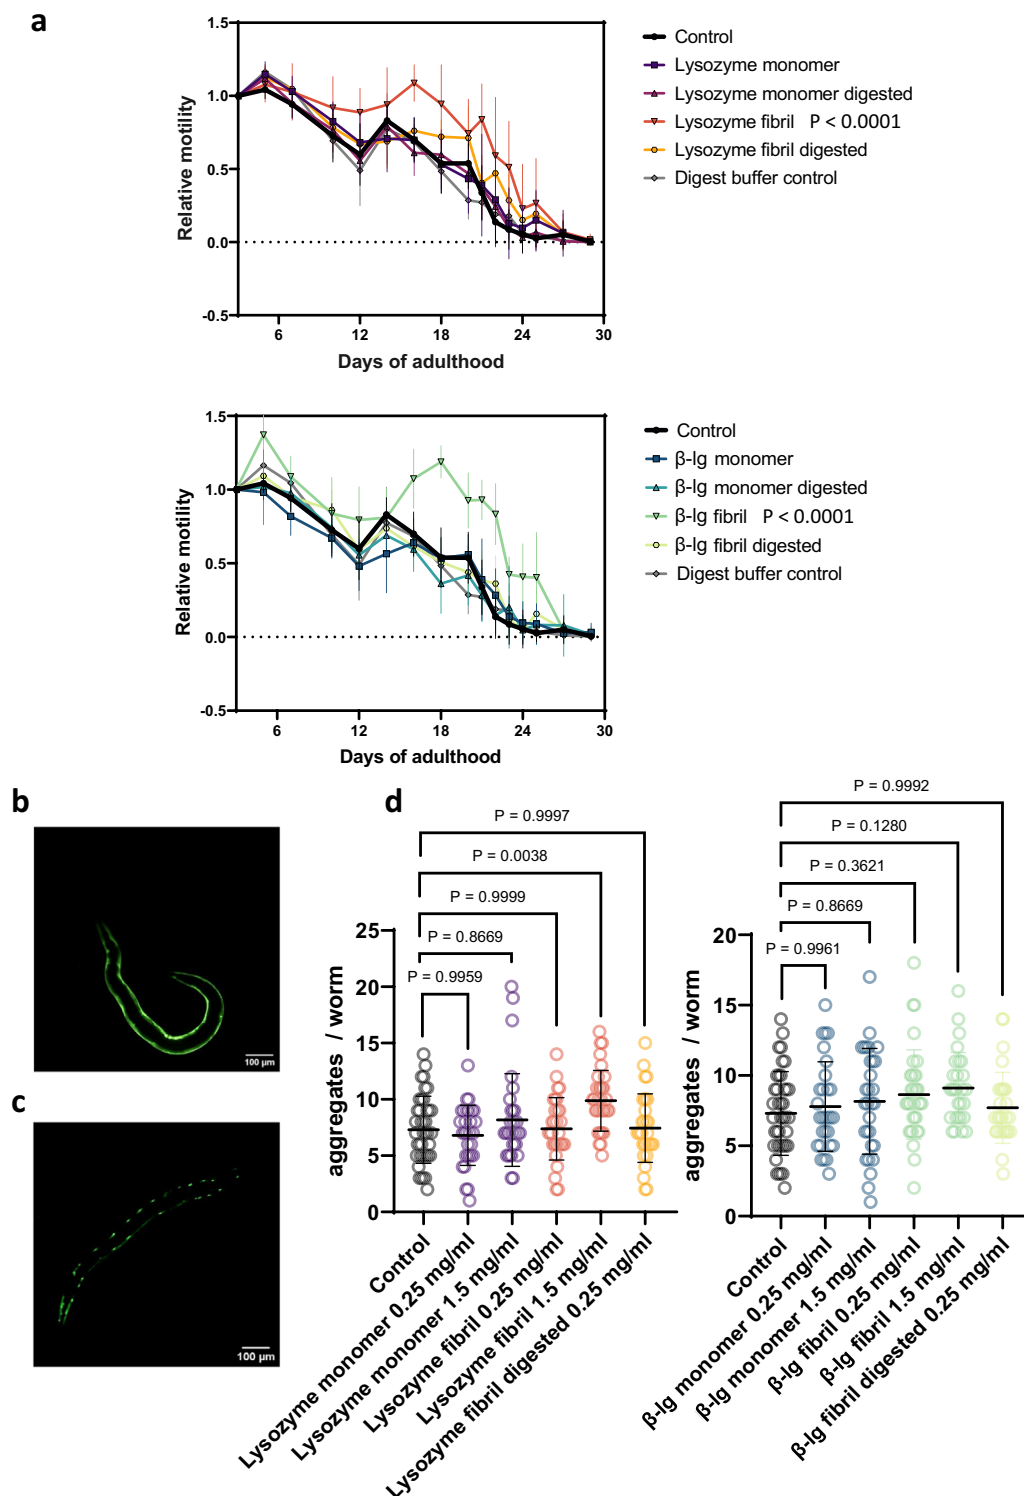 a
1.5
1.0
0.5
0.0
-0.5
Relative motility
6
12
18
24
30
Days of adulthood
Control
Lysozyme monomer
Lysozyme monomer digested
Lysozyme fibril P < 0.0001
Lysozyme fibril digested
Digest buffer control
1.5
1.0
0.5
0.0
-0.5
Relative motility
6
12
18
24
30
Days of adulthood
Control
β-lg monomer
β-lg monomer digested
β-lg fibril P < 0.0001
β-lg fibril digested
Digest buffer control
b
100 µm
c
100 µm
d
P = 0.9997
P = 0.0038
P = 0.9999
P = 0.8669
P = 0.9959
25
20
15
10
5
0
aggregates / worm
Control
Lysozyme monomer 0.25 mg/ml
Lysozyme monomer 1.5 mg/ml
Lysozyme fibril 0.25 mg/ml
Lysozyme fibril 1.5 mg/ml
Lysozyme fibril digested 0.25 mg/ml
P = 0.9992
P = 0.1280
P = 0.3621
P = 0.8669
P = 0.9961
20
15
10
5
0
aggregates / worm
Control
β-lg monomer 0.25 mg/ml
β-lg monomer 1.5 mg/ml
β-lg fibril 0.25 mg/ml
β-lg fibril 1.5 mg/ml
β-lg fibril digested 0.25 mg/ml